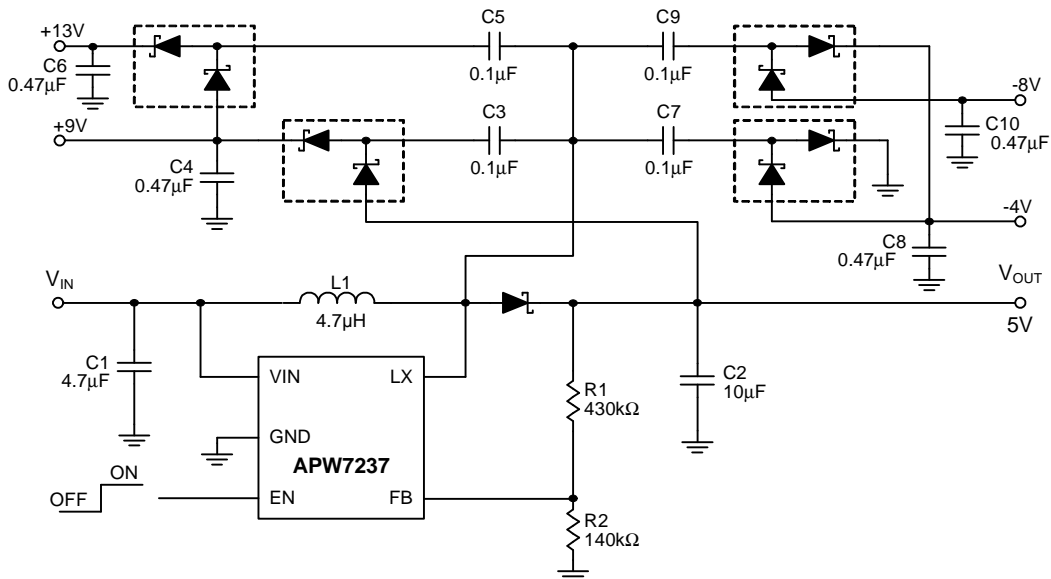 C5
C9
+13V
C6
0.47µF
0.1µF
0.1µF
-8V
+9V
C3
C7
C10
0.47µF
C4
0.47µF
0.1µF
0.1µF
-4V
C8
0.47µF
VIN
L1
4.7µH
VOUT
5V
C1
4.7µF
VIN
LX
C2
10µF
R1
430kΩ
GND
APW7237
ON
OFF
EN
FB
R2
140kΩ